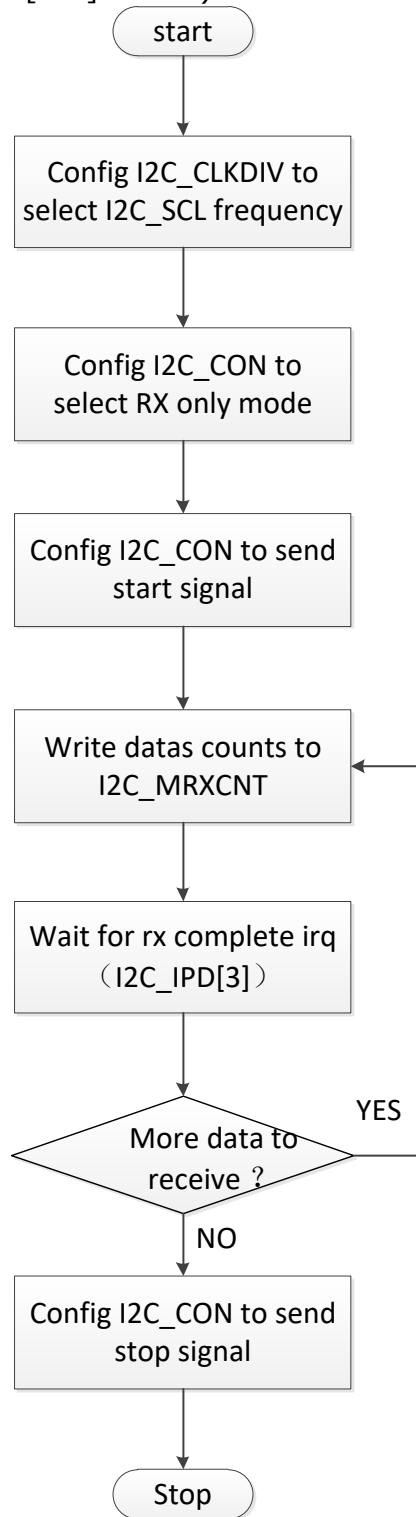 start
Config I2C_CLKDIV to
select I2C_SCL frequency
Config I2C_CON to
select RX only mode
Config I2C_CON to send
start signal
Write datas counts to
I2C_MRXCNT
Wait for rx complete irq
（I2C_IPD[3]）
More data to
receive ？
YES
NO
Config I2C_CON to send
stop signal
Stop